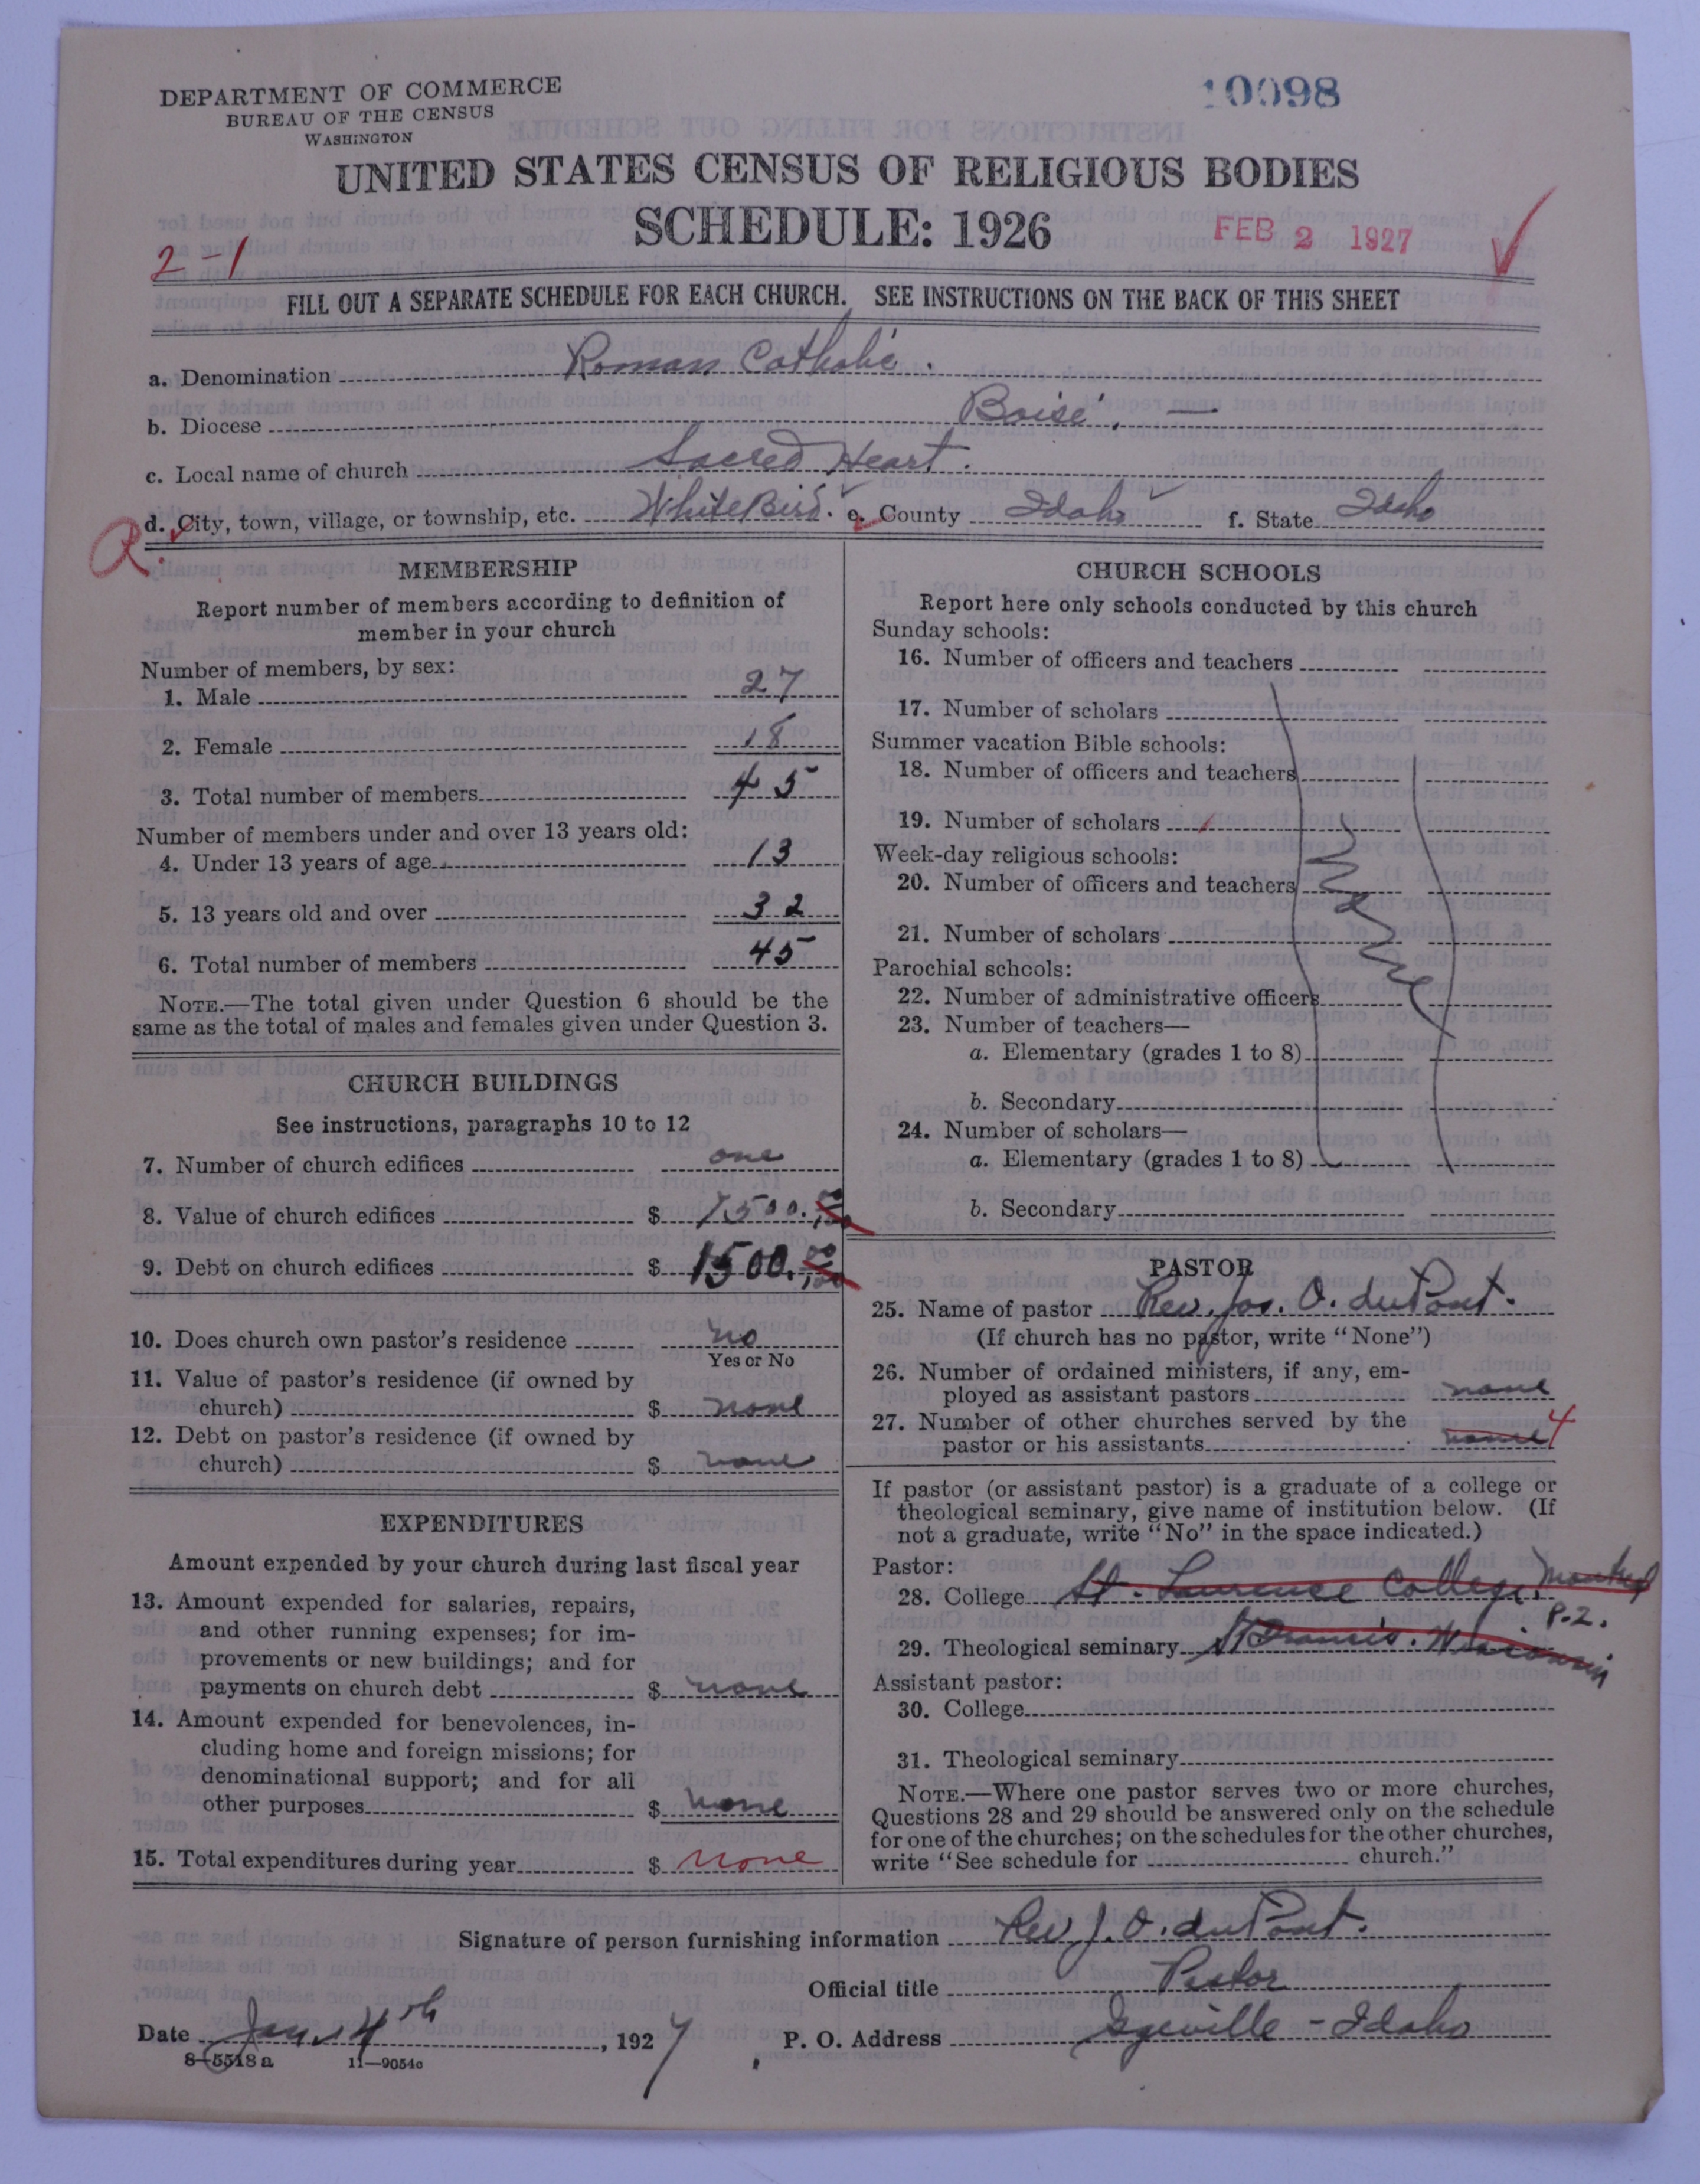 DEPARTMENT OF COMMERCE
BUREAU OF THE CENSUS
WASHINGTON
10098
UNITED STATES CENSUS OF RELIGIOUS BODIES
SCHEDULE: 1926
FEB 2 1927
2-1
FILL OUT A SEPARATE SCHEDULE FOR EACH CHURCH. SEE INSTRUCTIONS ON THE BACK OF THIS SHEET
a. Denomination Roman Catholic.
b. Diocese Boise, —
c. Local name of church Sacred Heart.
d. City, town, village, or township, etc. White Bird. e. County Idaho f. State Idaho
R.
MEMBERSHIP
Report number of members according to definition of
member in your church
Number of members, by sex:
1. Male 27
2. Female 18
3. Total number of members 45
Number of members under and over 13 years old:
4. Under 13 years of age 13
5. 13 years old and over 32
6. Total number of members 45
NOTE.—The total given under Question 6 should be the
same as the total of males and females given under Question 3.
CHURCH BUILDINGS
See instructions, paragraphs 10 to 12
7. Number of church edifices one
8. Value of church edifices $ 1500.
9. Debt on church edifices $ 1500.
10. Does church own pastor's residence no
Yes or No
11. Value of pastor's residence (if owned by
church) $ none
12. Debt on pastor's residence (if owned by
church) $ none
EXPENDITURES
Amount expended by your church during last fiscal year
13. Amount expended for salaries, repairs,
and other running expenses; for im-
provements or new buildings; and for
payments on church debt $ none
14. Amount expended for benevolences, in-
cluding home and foreign missions; for
denominational support; and for all
other purposes $ none
15. Total expenditures during year $ none
CHURCH SCHOOLS
Report here only schools conducted by this church
Sunday schools:
16. Number of officers and teachers
17. Number of scholars
Summer vacation Bible schools:
18. Number of officers and teachers
19. Number of scholars
Week-day religious schools:
20. Number of officers and teachers
21. Number of scholars
Parochial schools:
22. Number of administrative officers
23. Number of teachers—
a. Elementary (grades 1 to 8)
b. Secondary
24. Number of scholars—
a. Elementary (grades 1 to 8)
b. Secondary
None
PASTOR
25. Name of pastor Rev. Jos. O. duPont.
(If church has no pastor, write "None")
26. Number of ordained ministers, if any, em-
ployed as assistant pastors none
27. Number of other churches served by the
pastor or his assistants none 4
If pastor (or assistant pastor) is a graduate of a college or
theological seminary, give name of institution below. (If
not a graduate, write "No" in the space indicated.)
Pastor:
28. College St. Laurence College,
P.2.
29. Theological seminary St Francis. Wisconsin
Assistant pastor:
30. College
31. Theological seminary
NOTE.—Where one pastor serves two or more churches,
Questions 28 and 29 should be answered only on the schedule
for one of the churches; on the schedules for the other churches,
write "See schedule for church."
Signature of person furnishing information Rev J. O. duPont.
Official title Pastor
Date Jan. 4th, 1927 P. O. Address - Idaho
8-5518a 11-9054c